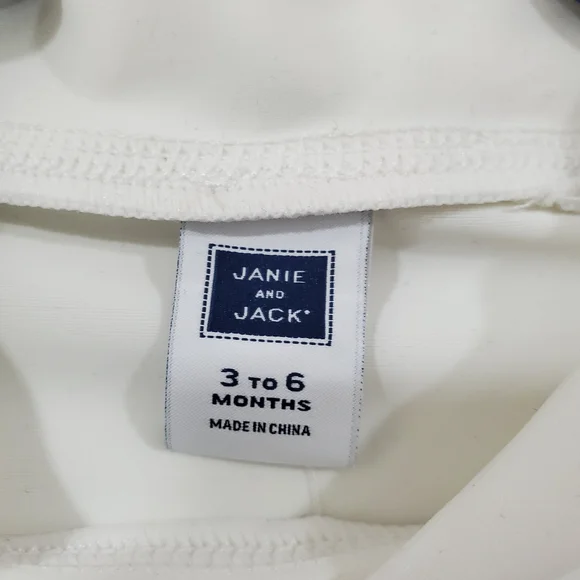 JANIE
AND
JACK®
3 TO 6
MONTHS
MADE IN CHINA